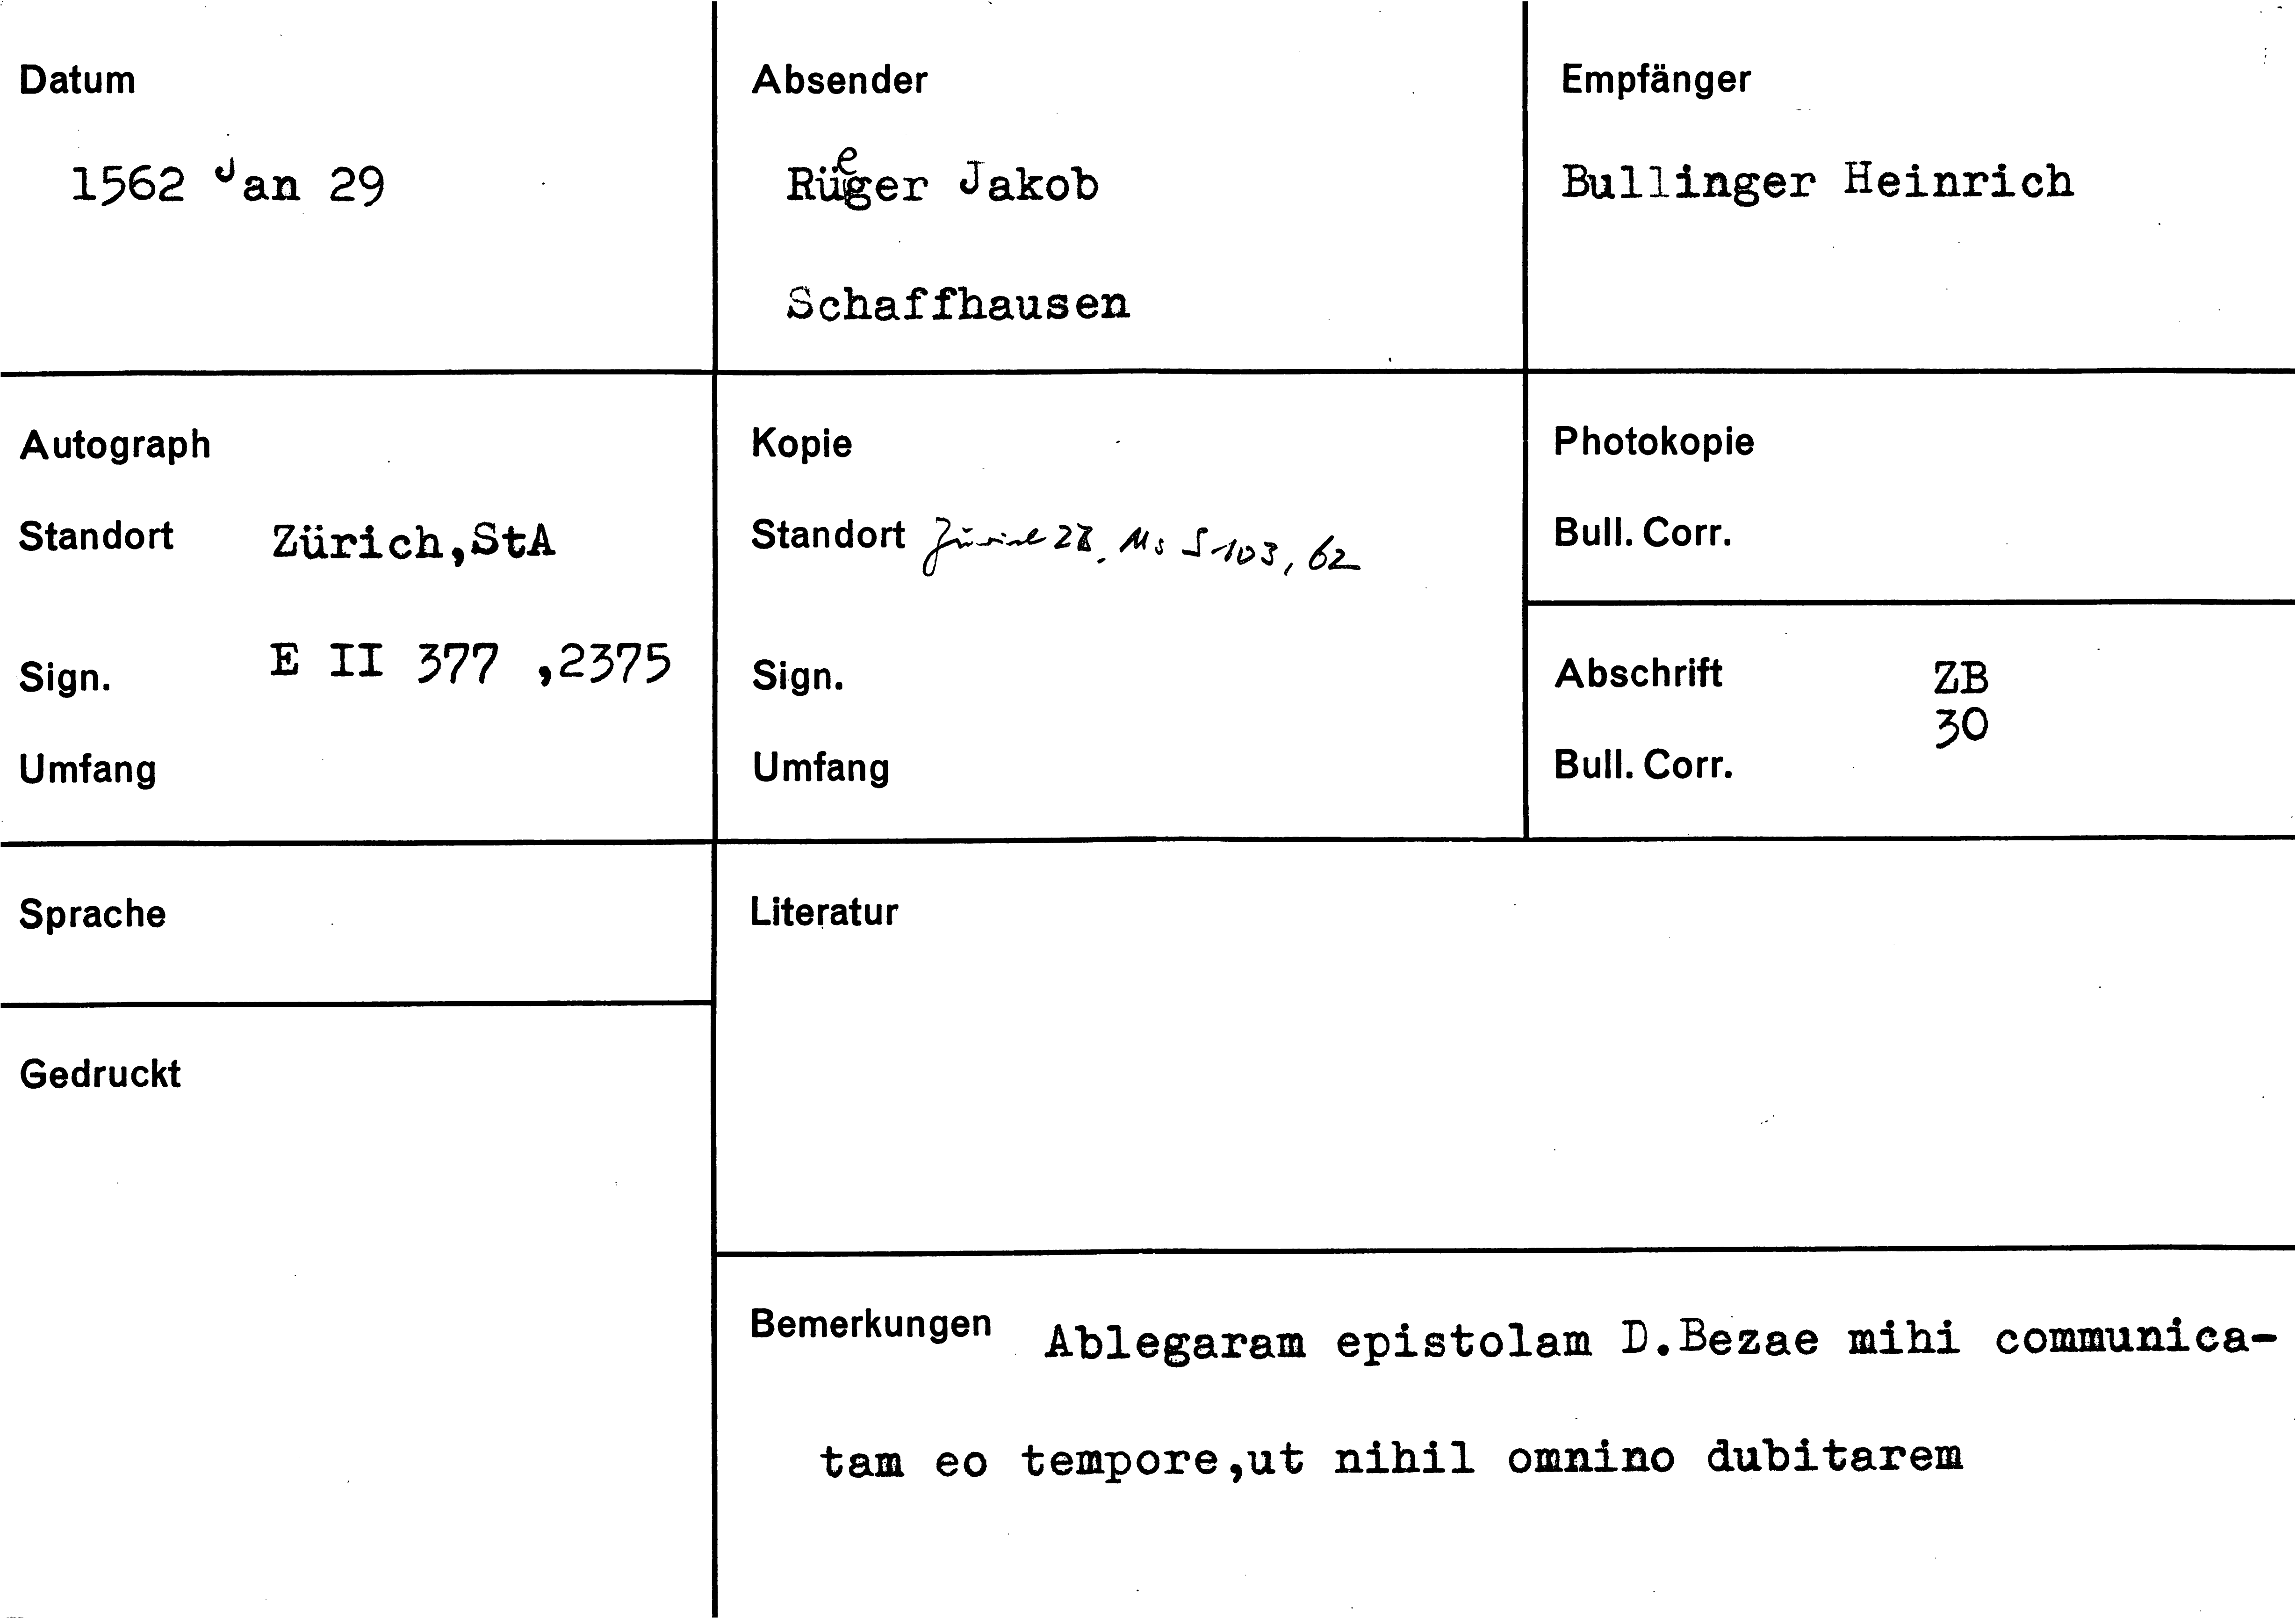 Datum
1562 Jan 29
Absender
Rüeger Jakob
Schaffhausen
Empfänger
Bullinger Heinrich
Autograph
Standort Zürich,StA
Sign. E II 377 ,2375
Umfang
Kopie
Standort Zürich ZB. Ms S 103, 62
Sign.
Umfang
Photokopie
Bull. Corr.
Abschrift ZB
30
Bull. Corr.
Sprache
Literatur
Gedruckt
Bemerkungen Ablegaram epistolam D.Bezae mihi communica-
tam eo tempore,ut nihil omnino dubitarem